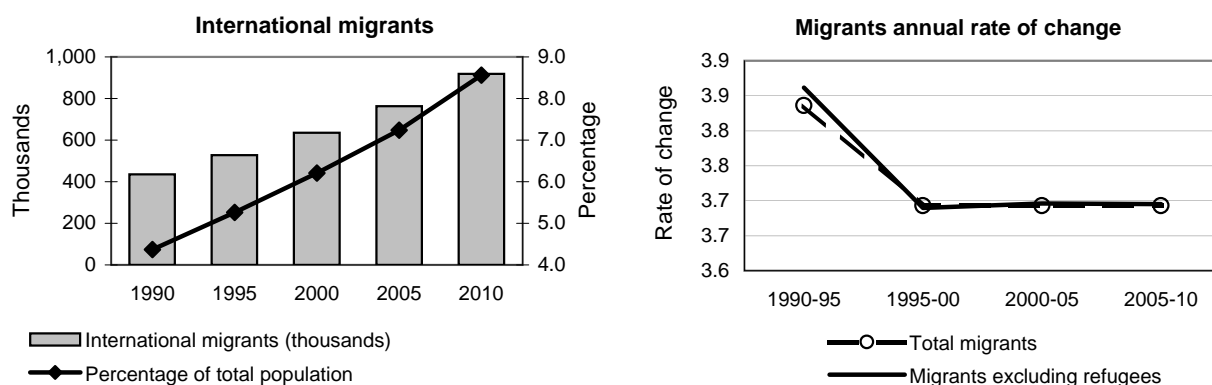 International migrants
1,000
800
600
400
200
0
Thousands
9.0
8.0
7.0
6.0
5.0
4.0
Percentage
1990 1995 2000 2005 2010
International migrants (thousands)
Percentage of total population
Migrants annual rate of change
3.9
3.9
3.8
3.8
3.7
3.7
3.6
Rate of change
1990-95 1995-00 2000-05 2005-10
Total migrants
Migrants excluding refugees